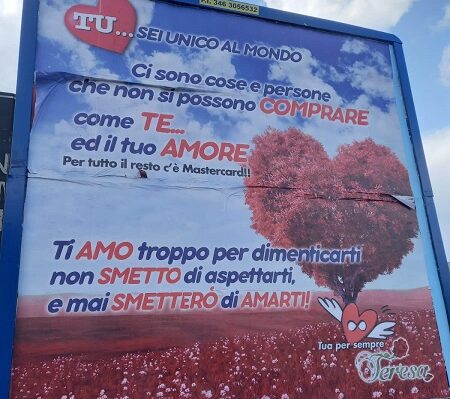 P.I. 346 3056532
TU... SEI UNICO AL MONDO
Ci sono cose e persone
che non si possono COMPRARE
come TE...
ed il tuo AMORE
Per tutto il resto c'è Mastercard!!
Ti AMO troppo per dimenticarti
non SMETTO di aspettarti,
e mai SMETTERÒ di AMARTI!
Tua per sempre
Teresa